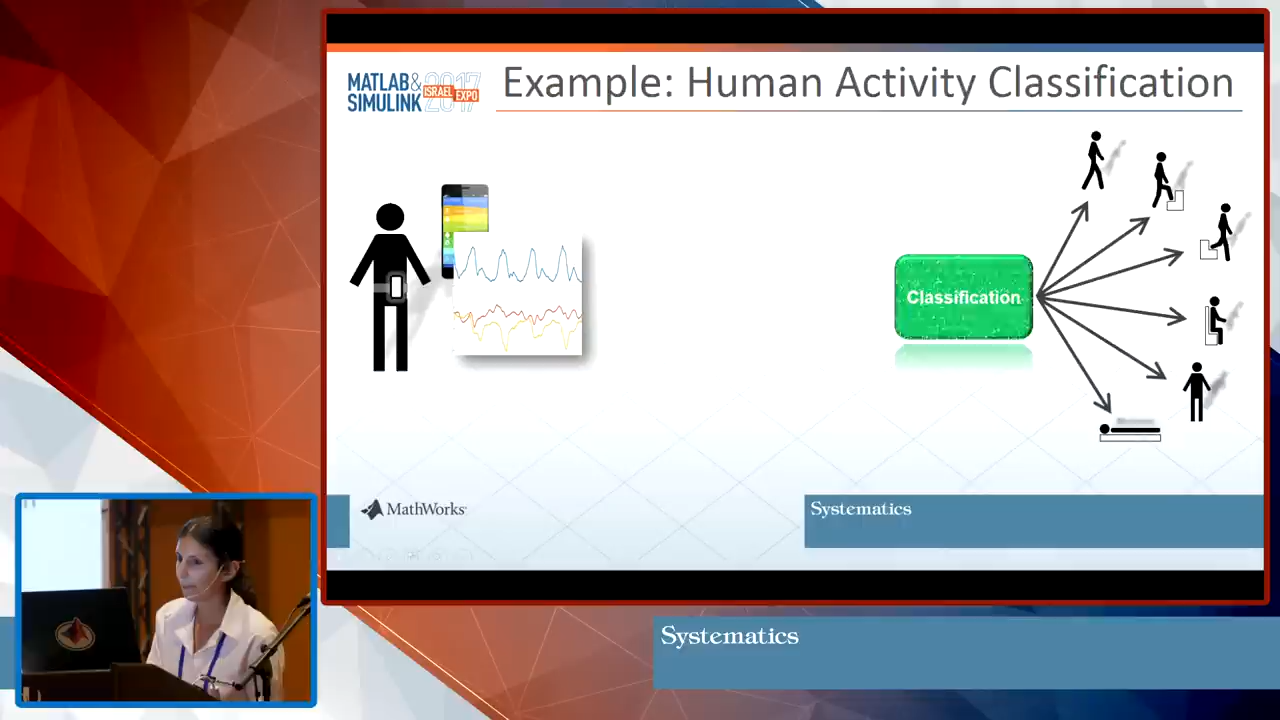 MATLAB&
SIMULINK
2017
ISRAEL
EXPO
Example: Human Activity Classification
Classification
MathWorks
Systematics
Systematics